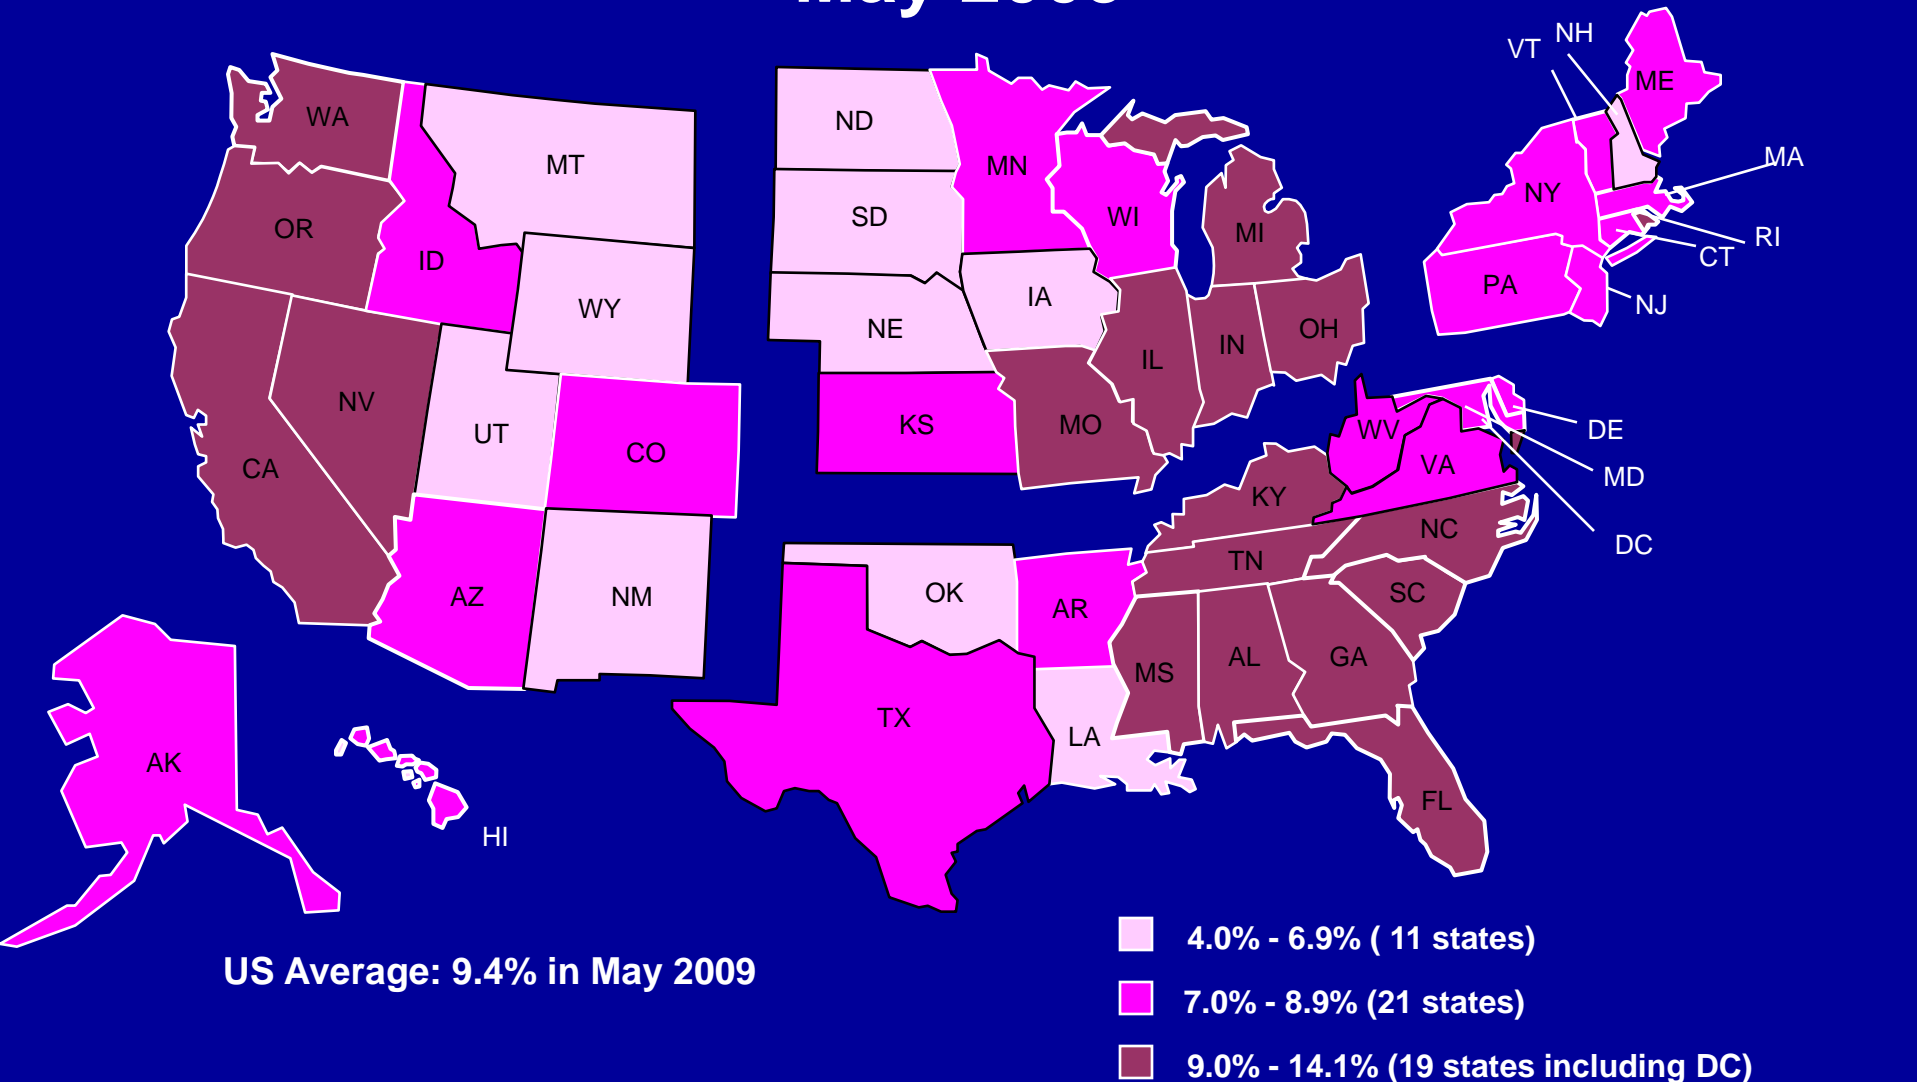 May 2009
NH
VT
ME
WA
ND
MT
MN
MA
NY
SD
WI
OR
MI
RI
ID
CT
PA
IA
WY
NJ
NE
OH
IN
IL
NV
KS
MO
WV
DE
UT
CO
VA
CA
MD
KY
NC
DC
TN
AZ
NM
OK
AR
SC
MS
AL
GA
TX
LA
AK
FL
HI
US Average: 9.4% in May 2009
4.0% - 6.9% ( 11 states)
7.0% - 8.9% (21 states)
9.0% - 14.1% (19 states including DC)